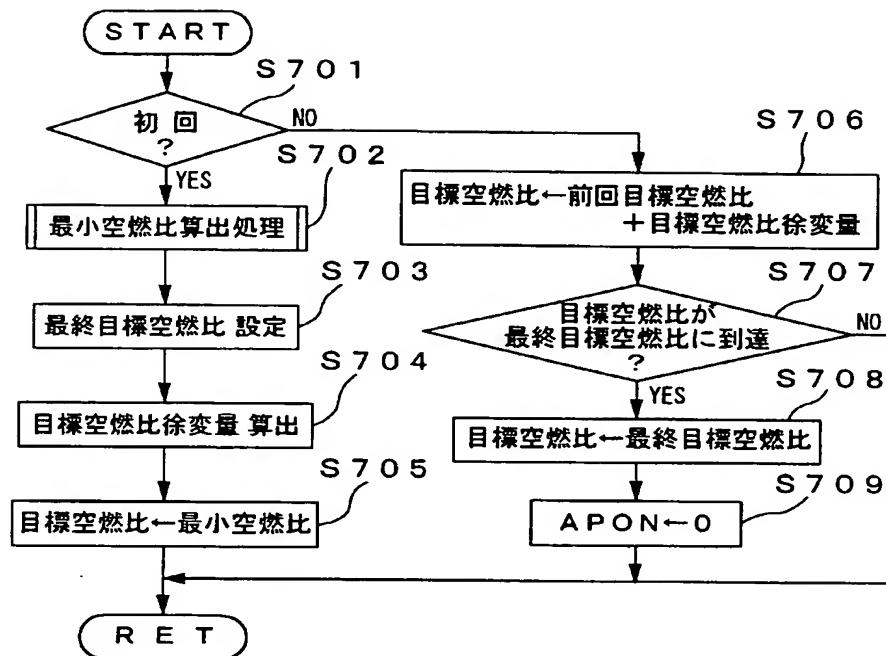 START
S701
初回
?
NO
YES
S702
最小空燃比算出処理
S703
最終目標空燃比 設定
S704
目標空燃比徐変量 算出
S705
目標空燃比←最小空燃比
S706
目標空燃比←前回目標空燃比
+目標空燃比徐変量
S707
目標空燃比が
最終目標空燃比に到達
?
NO
YES
S708
目標空燃比←最終目標空燃比
S709
APON←0
RET